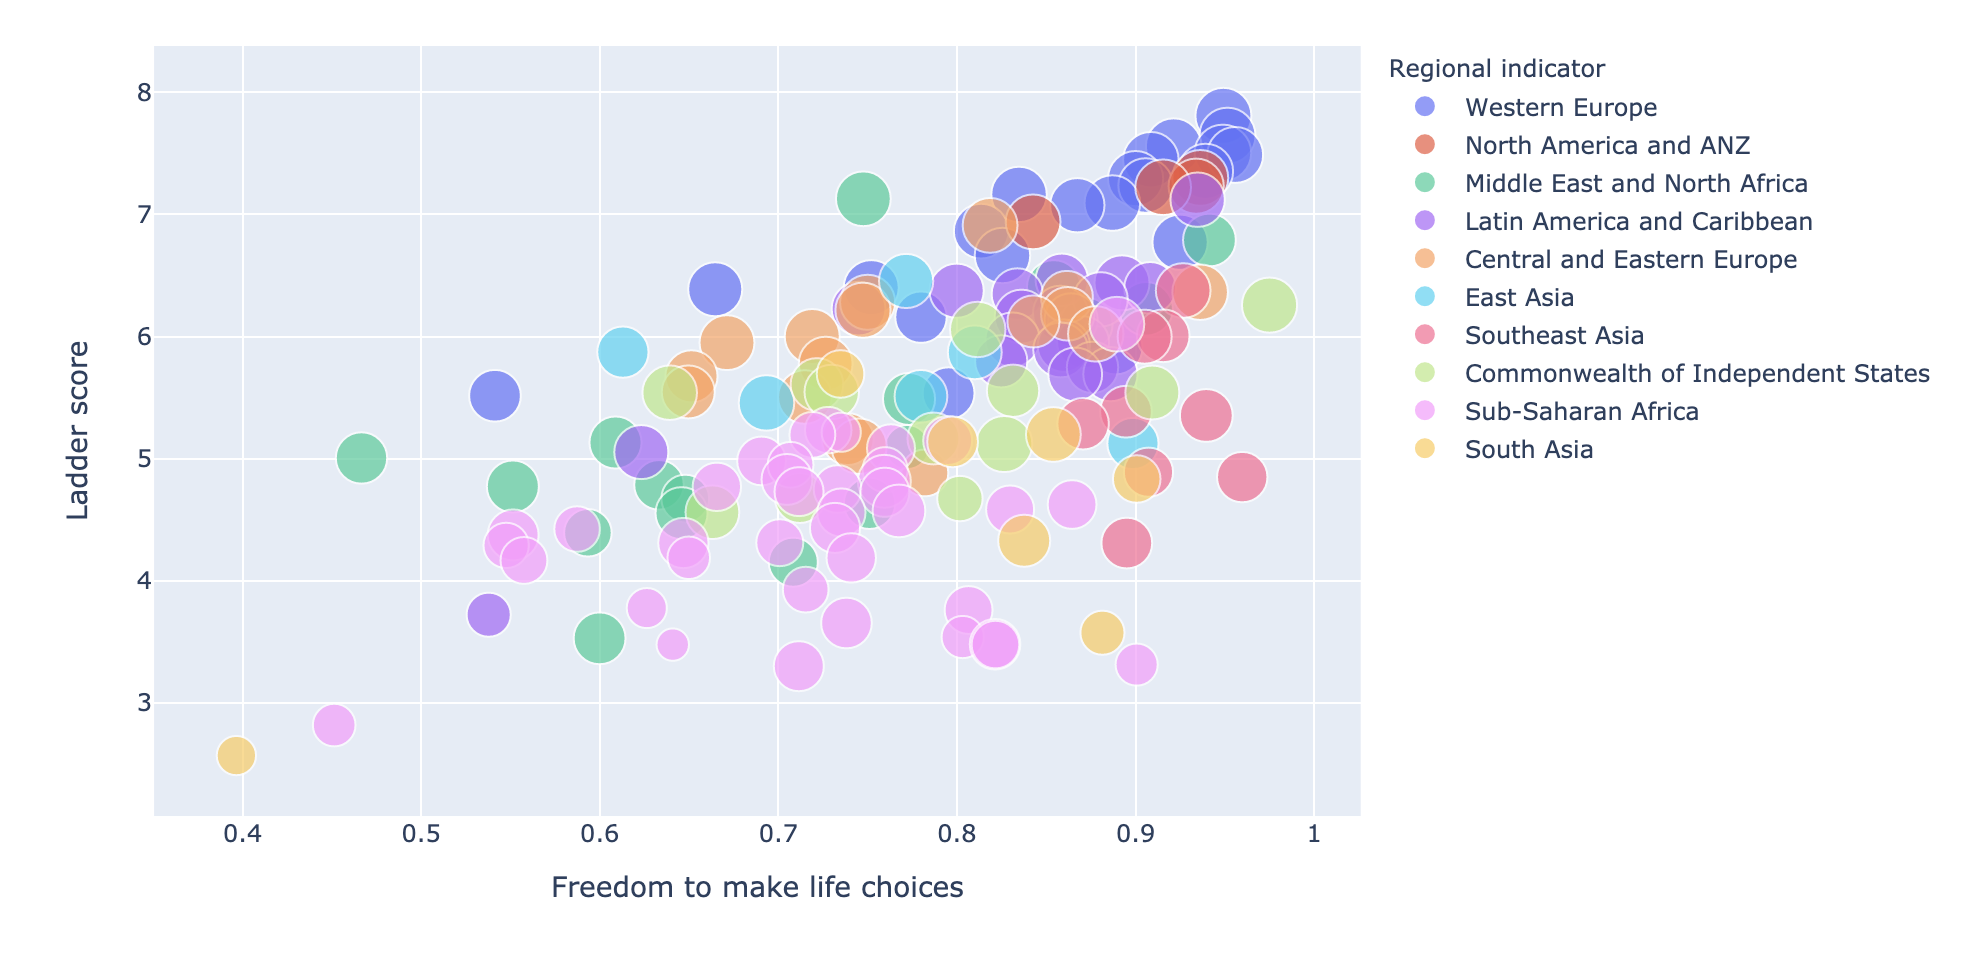 Regional indicator
Western Europe
North America and ANZ
Middle East and North Africa
Latin America and Caribbean
Central and Eastern Europe
East Asia
Southeast Asia
Commonwealth of Independent States
Sub-Saharan Africa
South Asia
8
7
6
5
4
3
Ladder score
0.4 0.5 0.6 0.7 0.8 0.9 1
Freedom to make life choices